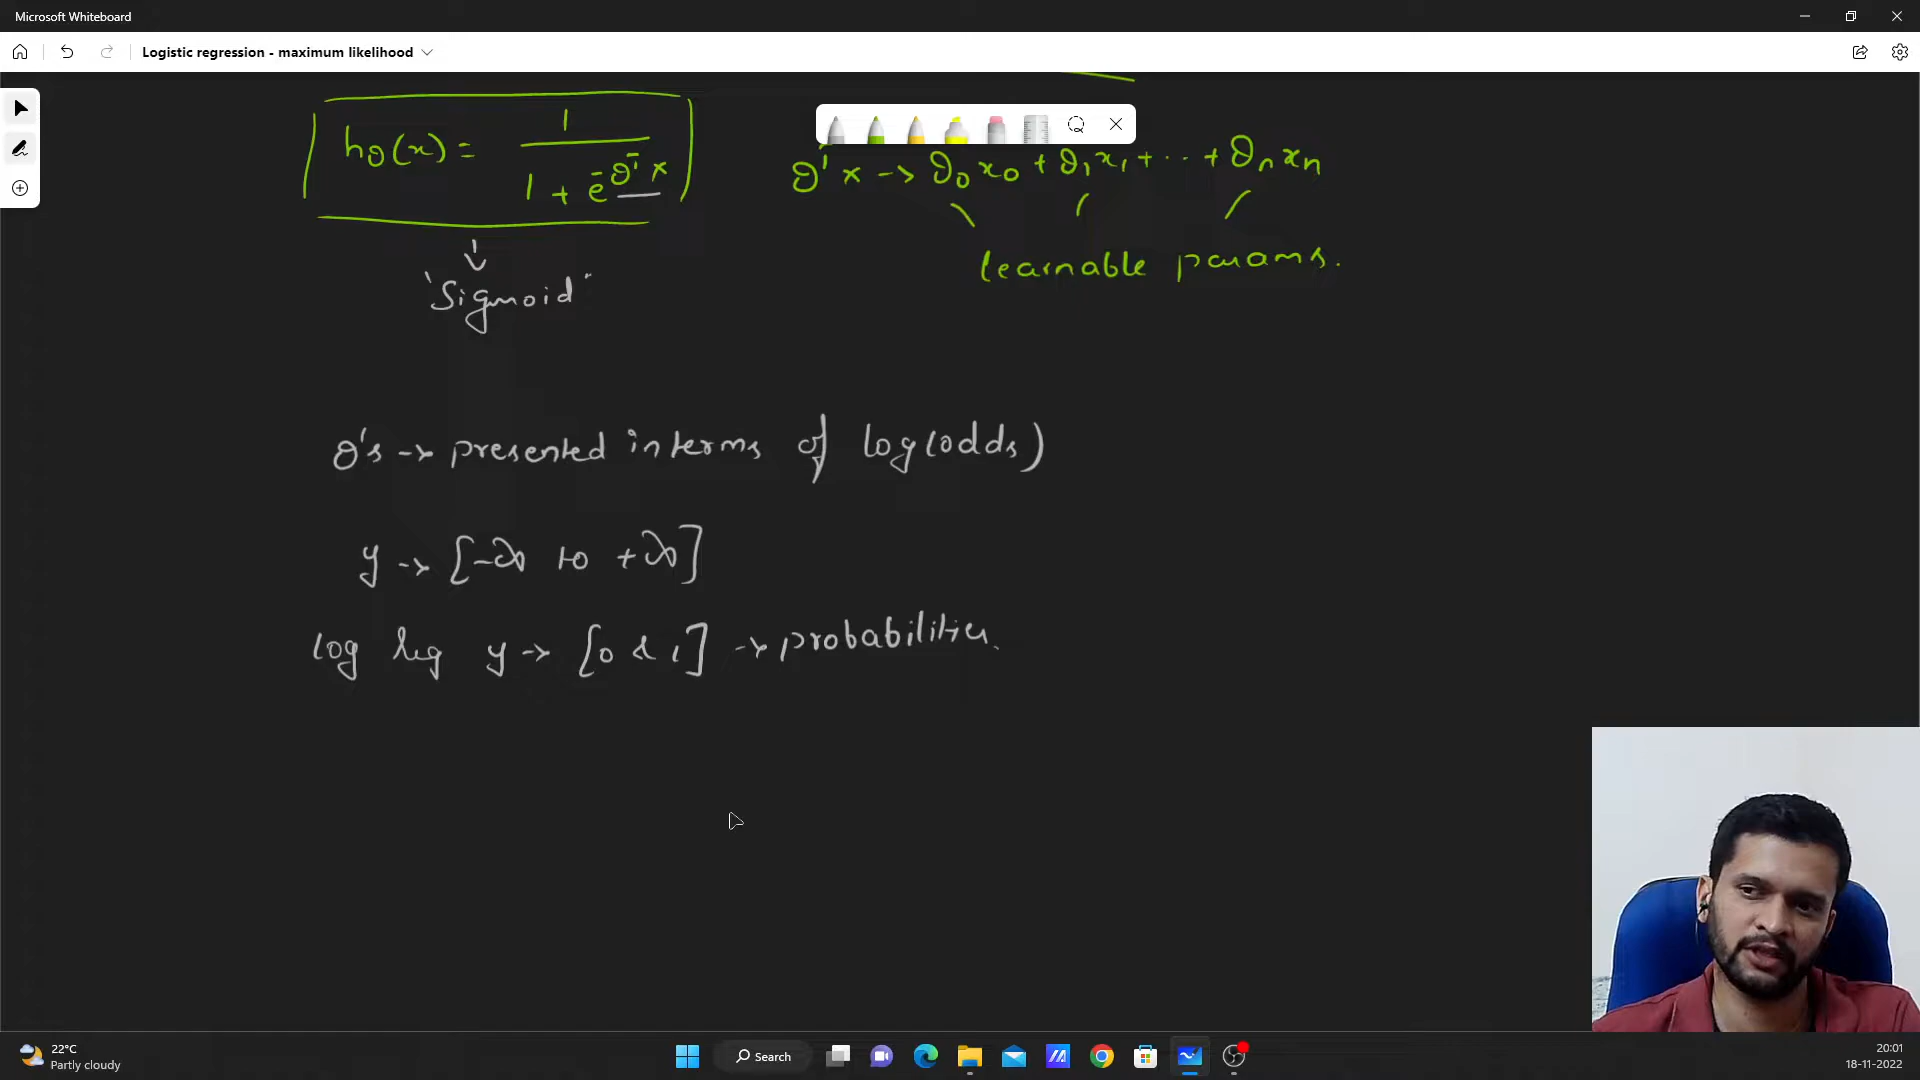 Microsoft Whiteboard
Logistic regression - maximum likelihood
hθ(x) = 1 / 1 + e^-θᵀx
θᵀx -> θ₀x₀ + θ₁x₁ + ... + θₙxₙ
learnable params.
"Sigmoid"
θ's -> presented in terms of log(odds)
y -> [-∞ to +∞]
log reg y -> [0 & 1] -> probabilities.
22°C
Partly cloudy
Search
20:01
18-11-2022